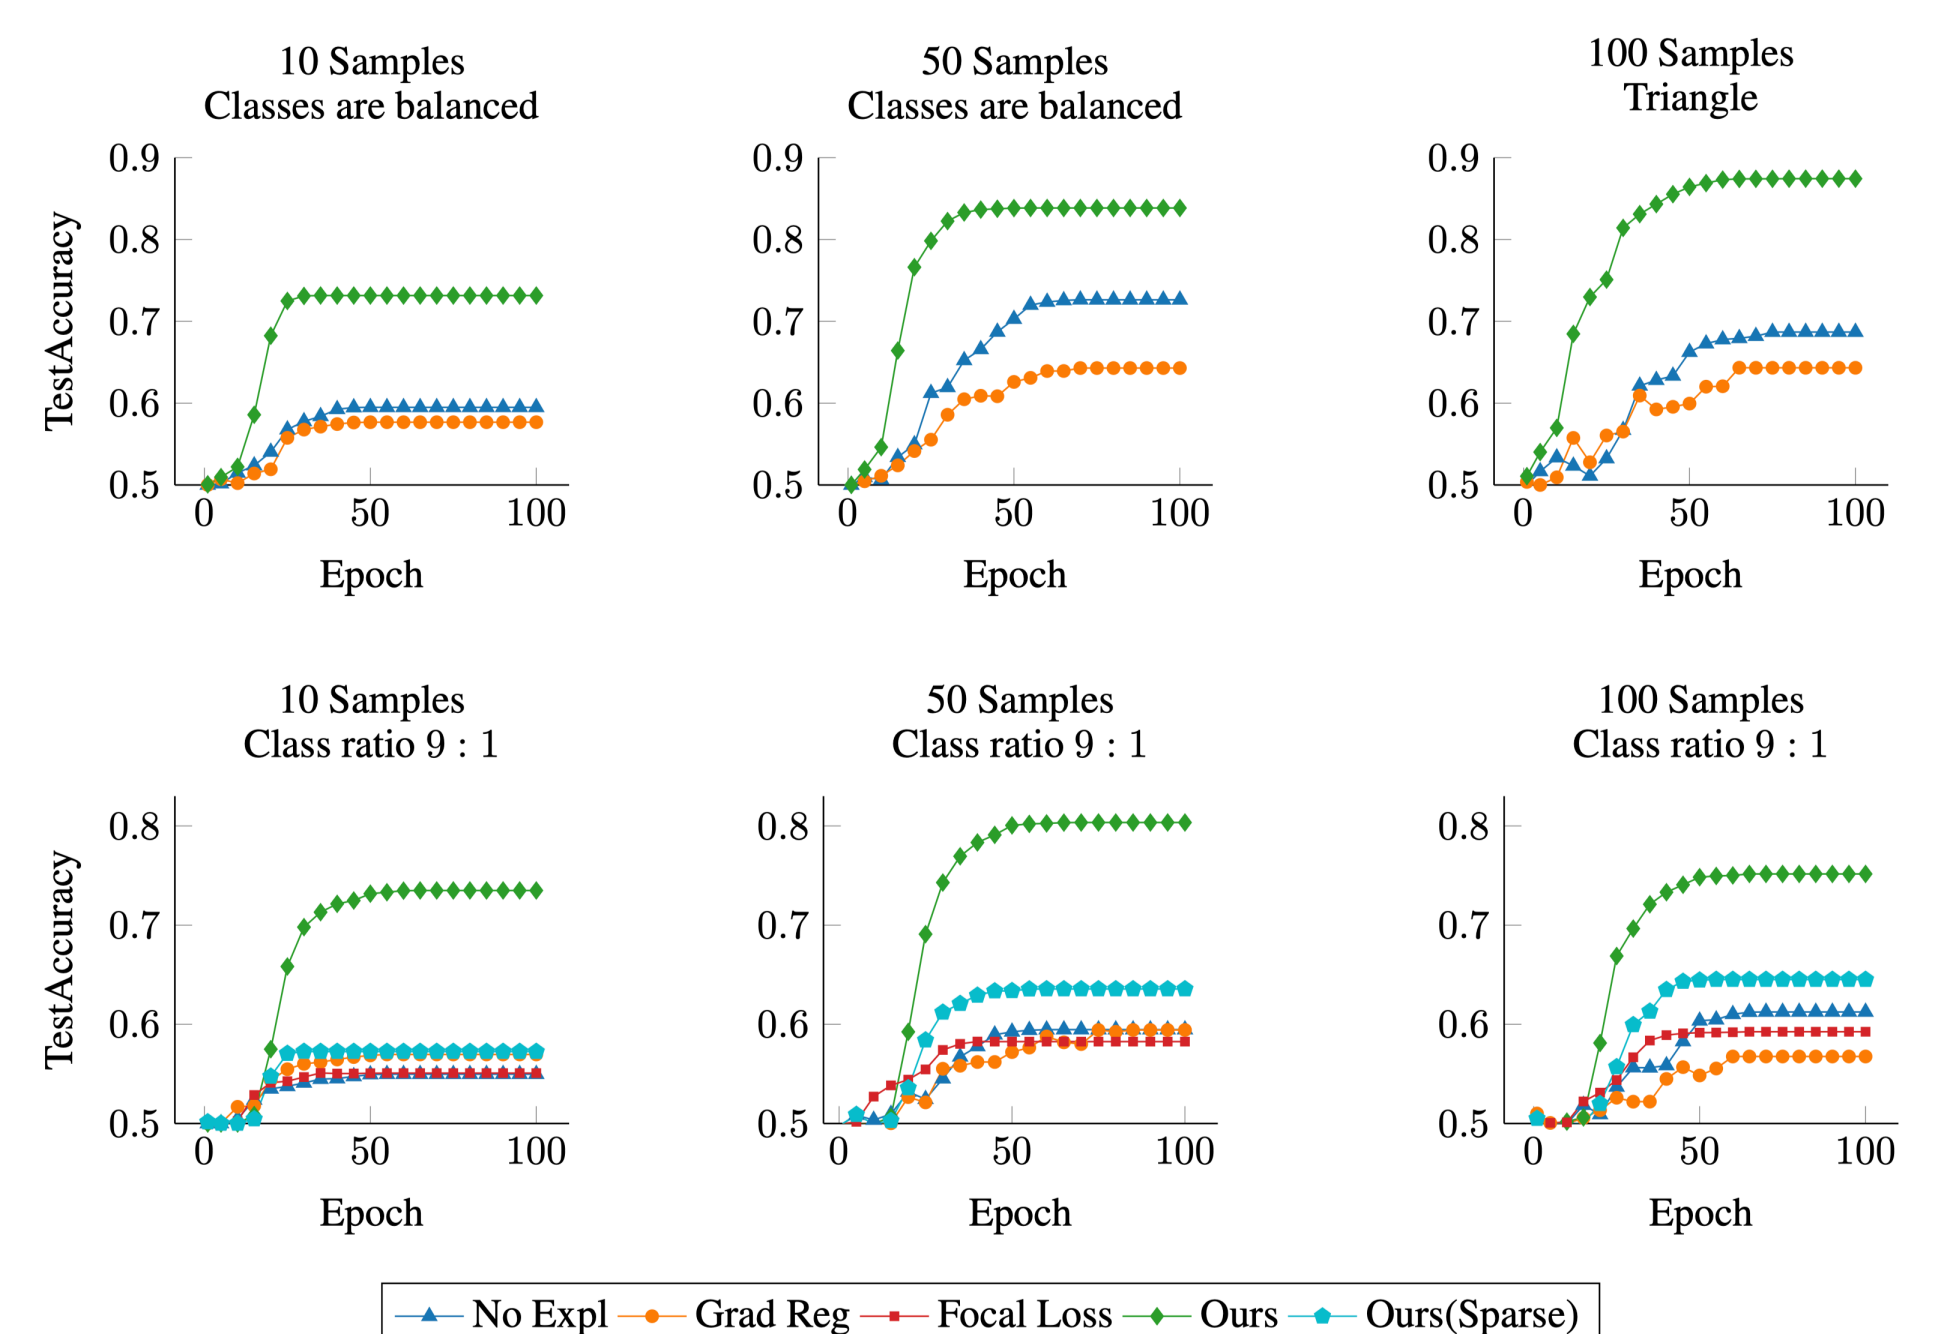 10 Samples
Classes are balanced
50 Samples
Classes are balanced
100 Samples
Triangle
TestAccuracy
0.9
0.8
0.7
0.6
0.5
0
50
100
Epoch
0.9
0.8
0.7
0.6
0.5
0
50
100
Epoch
0.9
0.8
0.7
0.6
0.5
0
50
100
Epoch
10 Samples
Class ratio 9 : 1
50 Samples
Class ratio 9 : 1
100 Samples
Class ratio 9 : 1
TestAccuracy
0.8
0.7
0.6
0.5
0
50
100
Epoch
0.8
0.7
0.6
0.5
0
50
100
Epoch
0.8
0.7
0.6
0.5
0
50
100
Epoch
No Expl Grad Reg Focal Loss Ours Ours(Sparse)